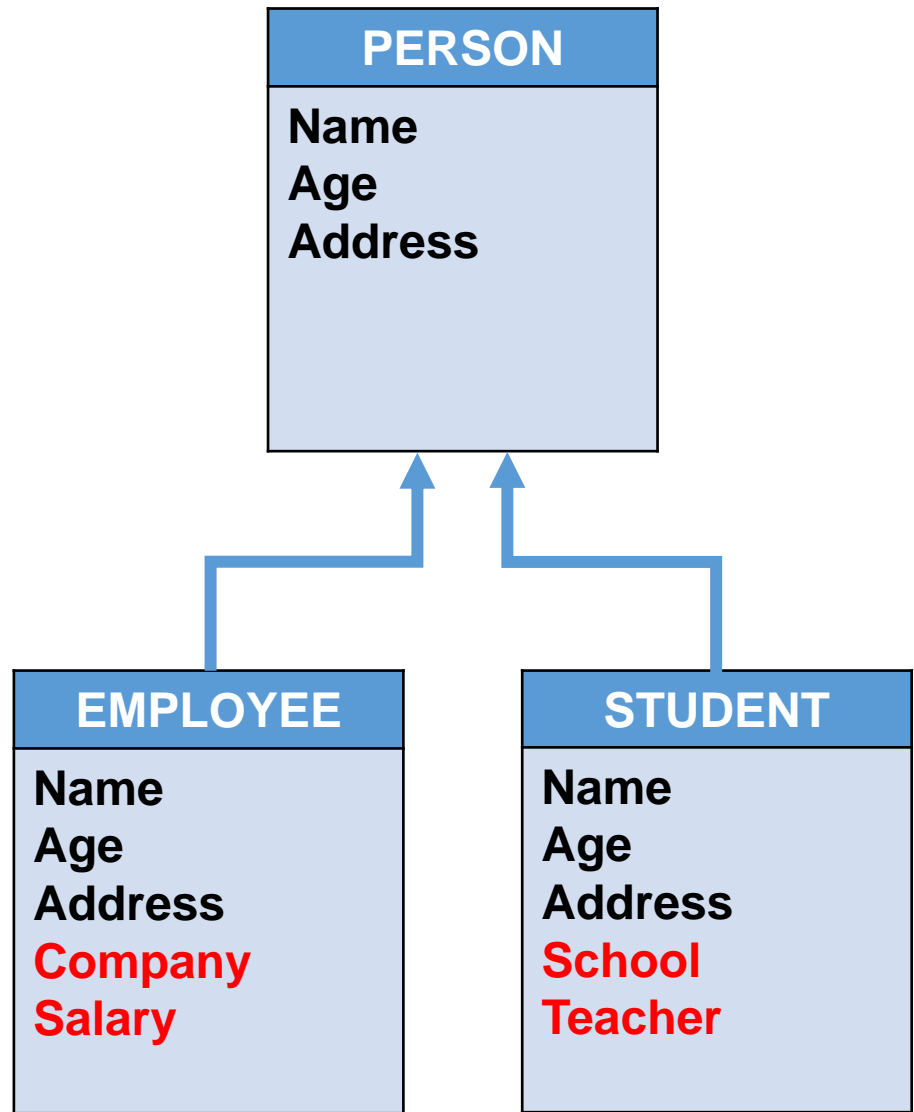 PERSON
Name
Age
Address
EMPLOYEE
Name
Age
Address
Company
Salary
STUDENT
Name
Age
Address
School
Teacher